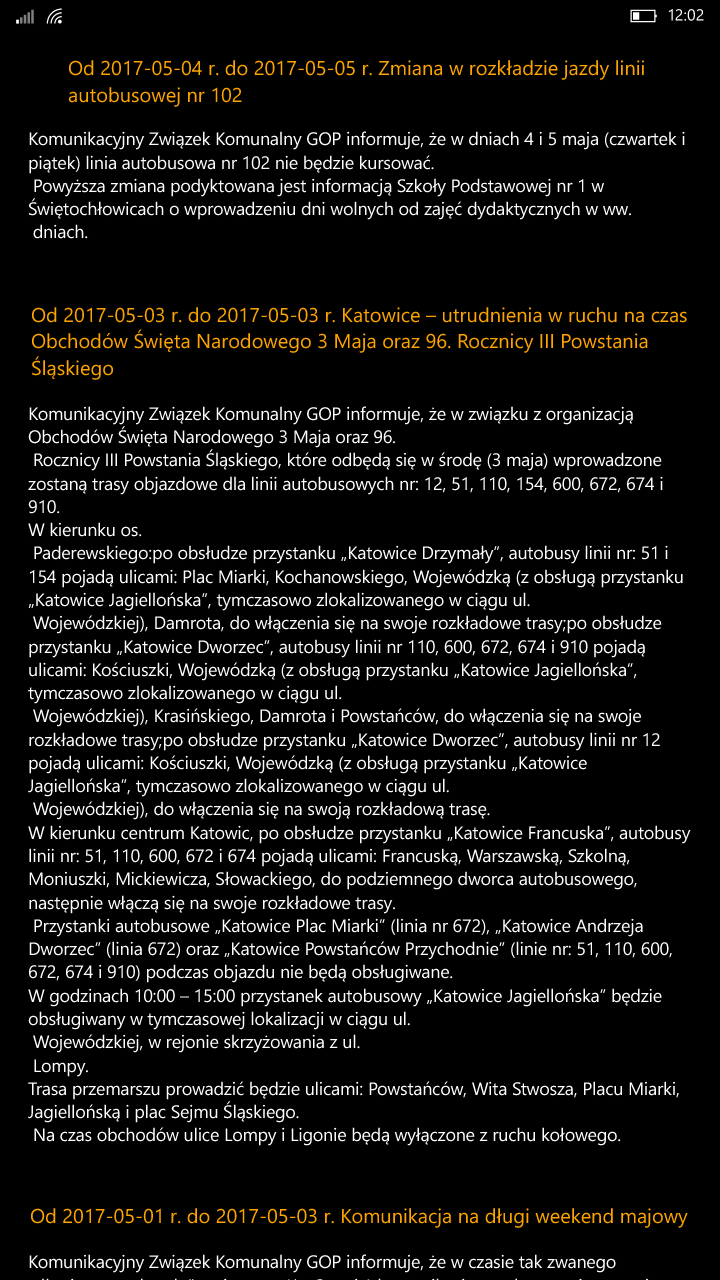 12:02
Od 2017-05-04 r. do 2017-05-05 r. Zmiana w rozkładzie jazdy linii
autobusowej nr 102
Komunikacyjny Związek Komunalny GOP informuje, że w dniach 4 i 5 maja (czwartek i
piątek) linia autobusowa nr 102 nie będzie kursować.
Powyższa zmiana podyktowana jest informacją Szkoły Podstawowej nr 1 w
Świętochłowicach o wprowadzeniu dni wolnych od zajęć dydaktycznych w ww.
dniach.
Od 2017-05-03 r. do 2017-05-03 r. Katowice – utrudnienia w ruchu na czas
Obchodów Święta Narodowego 3 Maja oraz 96. Rocznicy III Powstania
Śląskiego
Komunikacyjny Związek Komunalny GOP informuje, że w związku z organizacją
Obchodów Święta Narodowego 3 Maja oraz 96.
Rocznicy III Powstania Śląskiego, które odbędą się w środę (3 maja) wprowadzone
zostaną trasy objazdowe dla linii autobusowych nr: 12, 51, 110, 154, 600, 672, 674 i
910.
W kierunku os.
Paderewskiego:po obsłudze przystanku „Katowice Drzymały”, autobusy linii nr: 51 i
154 pojadą ulicami: Plac Miarki, Kochanowskiego, Wojewódzką (z obsługą przystanku
„Katowice Jagiellońska”, tymczasowo zlokalizowanego w ciągu ul.
Wojewódzkiej), Damrota, do włączenia się na swoje rozkładowe trasy;po obsłudze
przystanku „Katowice Dworzec”, autobusy linii nr 110, 600, 672, 674 i 910 pojadą
ulicami: Kościuszki, Wojewódzką (z obsługą przystanku „Katowice Jagiellońska”,
tymczasowo zlokalizowanego w ciągu ul.
Wojewódzkiej), Krasińskiego, Damrota i Powstańców, do włączenia się na swoje
rozkładowe trasy;po obsłudze przystanku „Katowice Dworzec”, autobusy linii nr 12
pojadą ulicami: Kościuszki, Wojewódzką (z obsługą przystanku „Katowice
Jagiellońska”, tymczasowo zlokalizowanego w ciągu ul.
Wojewódzkiej), do włączenia się na swoją rozkładową trasę.
W kierunku centrum Katowic, po obsłudze przystanku „Katowice Francuska”, autobusy
linii nr: 51, 110, 600, 672 i 674 pojadą ulicami: Francuską, Warszawską, Szkolną,
Moniuszki, Mickiewicza, Słowackiego, do podziemnego dworca autobusowego,
następnie włączą się na swoje rozkładowe trasy.
Przystanki autobusowe „Katowice Plac Miarki” (linia nr 672), „Katowice Andrzeja
Dworzec” (linia 672) oraz „Katowice Powstańców Przychodnie” (linie nr: 51, 110, 600,
672, 674 i 910) podczas objazdu nie będą obsługiwane.
W godzinach 10:00 – 15:00 przystanek autobusowy „Katowice Jagiellońska” będzie
obsługiwany w tymczasowej lokalizacji w ciągu ul.
Wojewódzkiej, w rejonie skrzyżowania z ul.
Lompy.
Trasa przemarszu prowadzić będzie ulicami: Powstańców, Wita Stwosza, Placu Miarki,
Jagiellońską i plac Sejmu Śląskiego.
Na czas obchodów ulice Lompy i Ligonie będą wyłączone z ruchu kołowego.
Od 2017-05-01 r. do 2017-05-03 r. Komunikacja na długi weekend majowy
Komunikacyjny Związek Komunalny GOP informuje, że w czasie tak zwanego